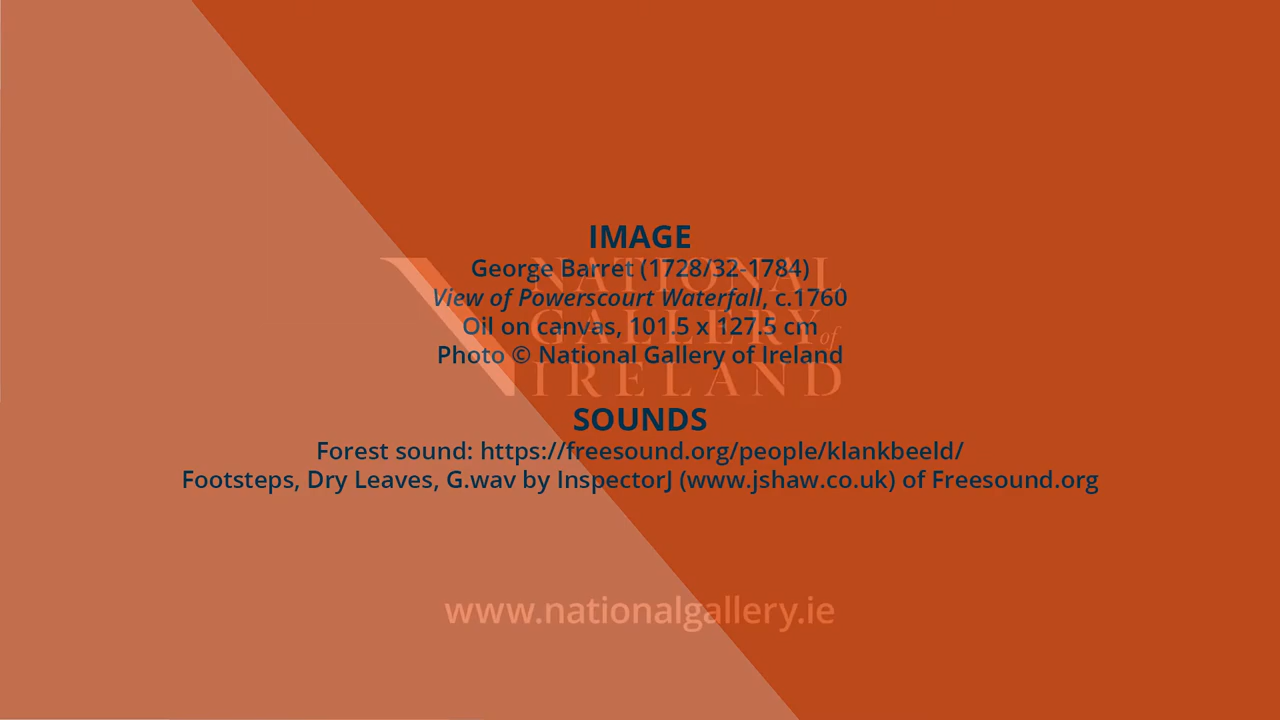 IMAGE
George Barret (1728/32-1784)
View of Powerscourt Waterfall, c.1760
Oil on canvas, 101.5 x 127.5 cm
Photo © National Gallery of Ireland
NATIONAL
GALLERY of
IRELAND
SOUNDS
Forest sound: https://freesound.org/people/klankbeeld/
Footsteps, Dry Leaves, G.wav by InspectorJ (www.jshaw.co.uk) of Freesound.org
www.nationalgallery.ie